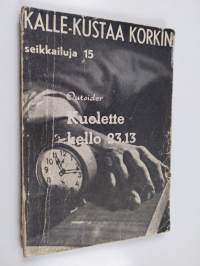 KALLE-KUSTAA KORKIN
seikkailuja 15
Outsider
Kuolette
kello 23.13